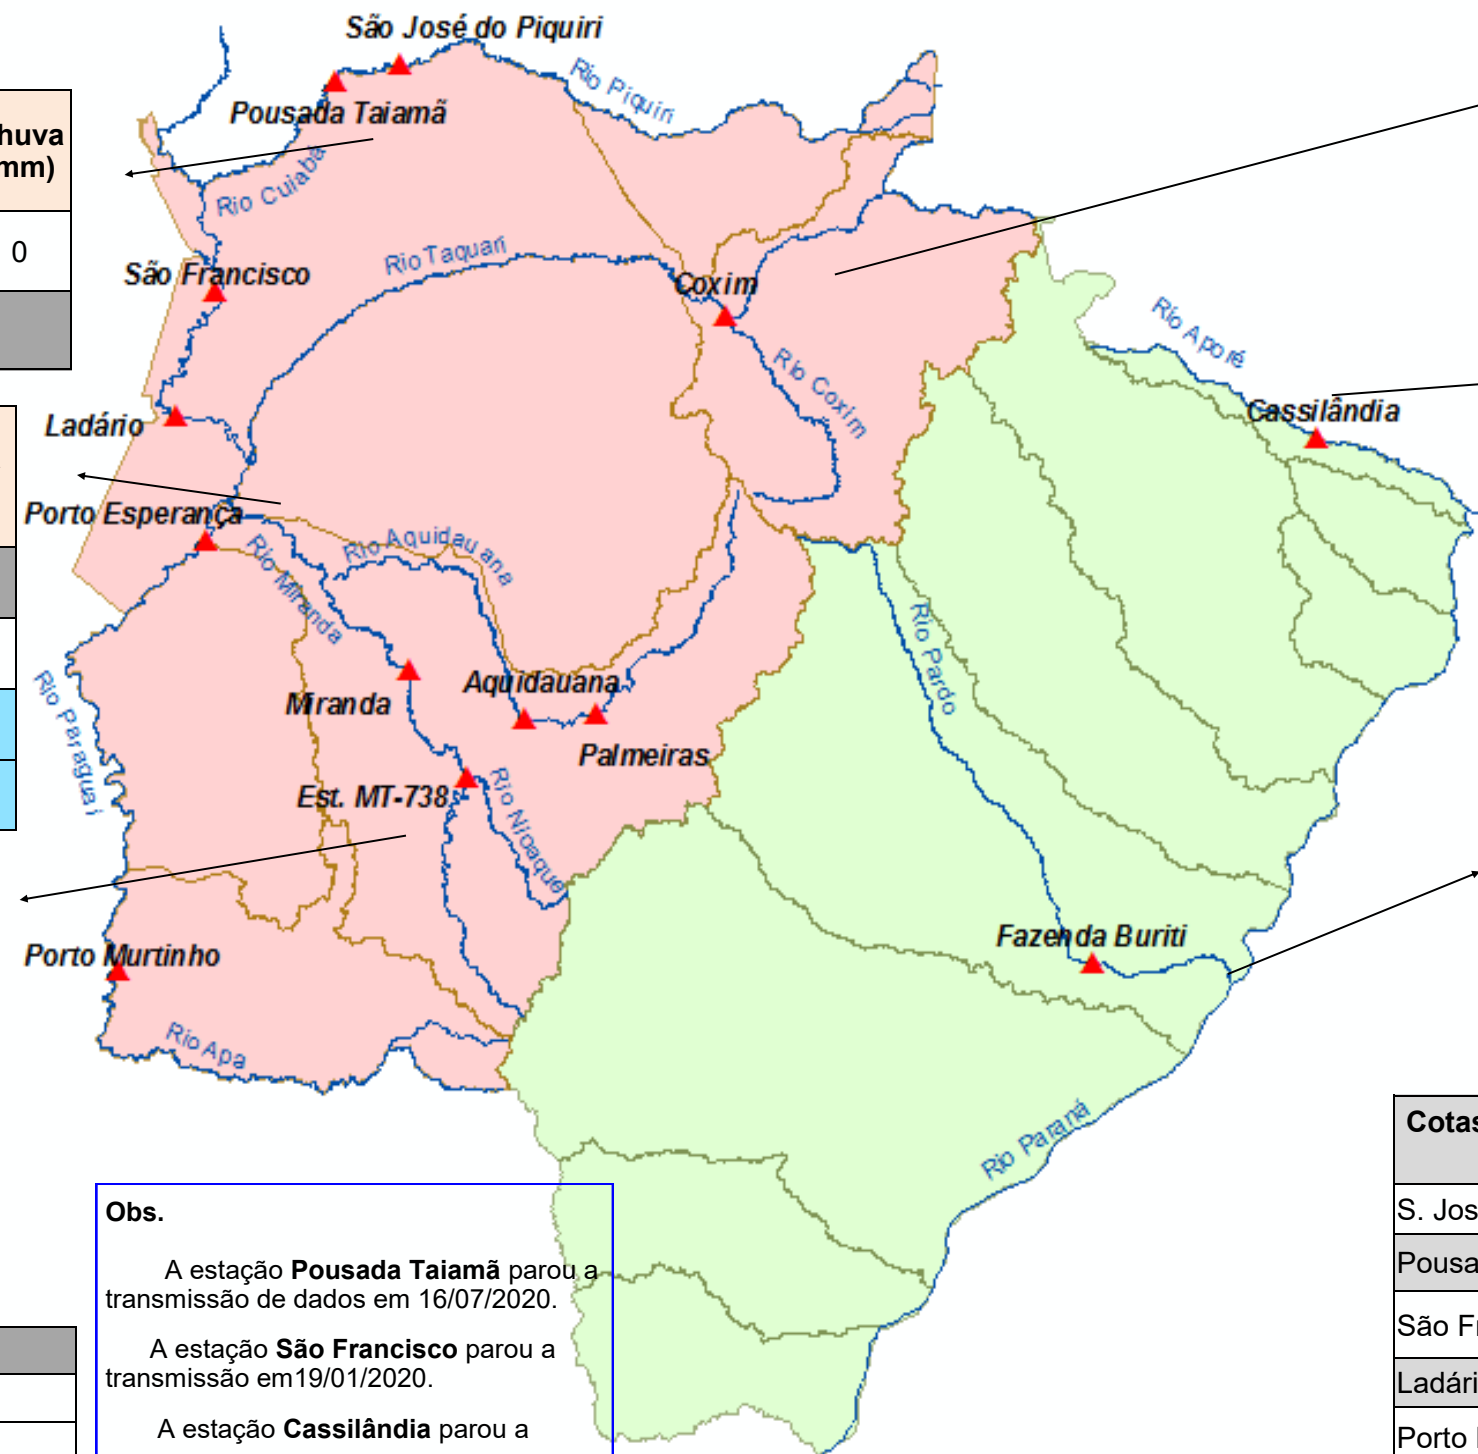 São José do Piquiri
Rio Piquiri
huva
mm)
Pousada Taiamã
Rio Cuiabá
0
Rio Taquari
São Francisco
Coxim
Rio Aporé
Rio Coxim
Cassilândia
Ladário
Porto Esperança
Rio Aquidauana
Rio Miranda
Rio Pardo
Rio Paraguai
Aquidauana
Miranda
Palmeiras
Est. MT-738
Rio Nioaque
Fazenda Buriti
Porto Murtinho
Rio Apa
Rio Paraná
Cotas
S. Jos
Pousa
São Fr
Ladári
Porto
Obs.
A estação Pousada Taiamã parou a
transmissão de dados em 16/07/2020.
A estação São Francisco parou a
transmissão em19/01/2020.
A estação Cassilândia parou a